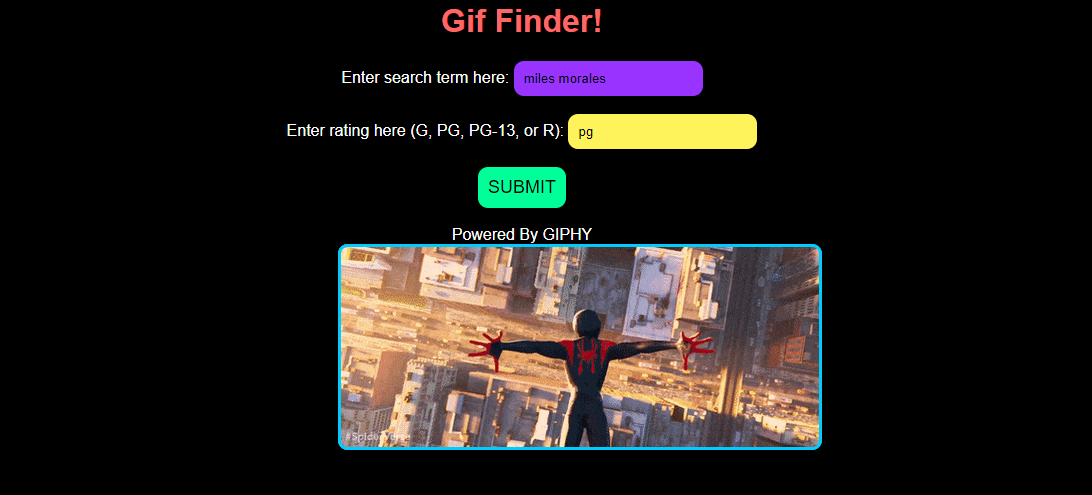 Gif Finder!
Enter search term here: miles morales
Enter rating here (G, PG, PG-13, or R): pg
SUBMIT
Powered By GIPHY
#SpiderVerse